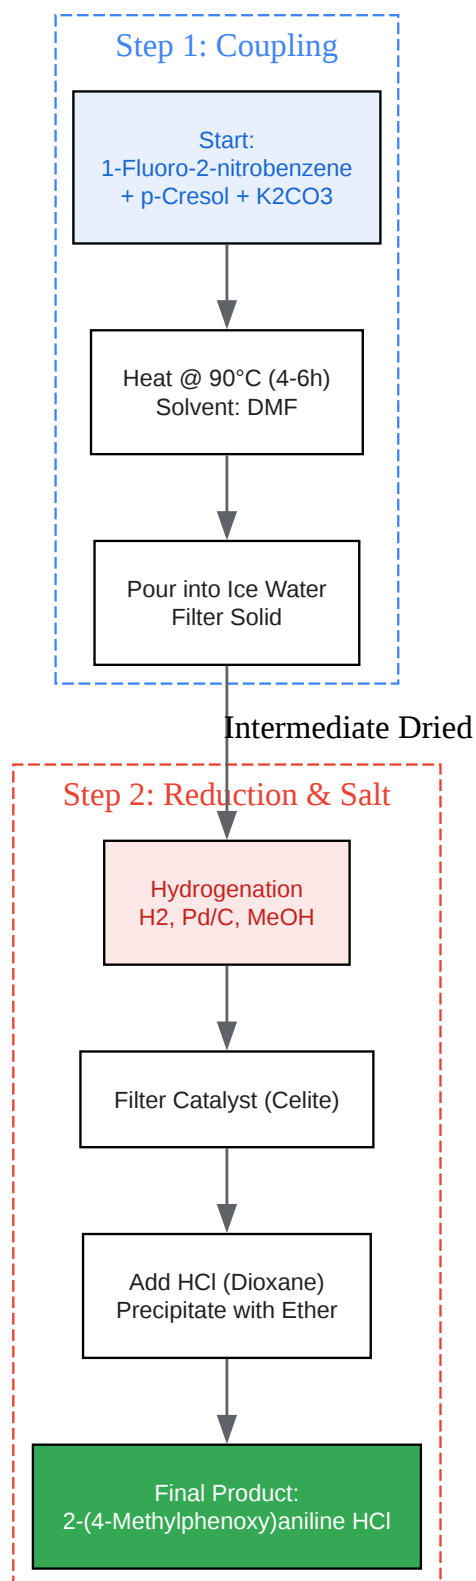 Step 1: Coupling
Start:
1-Fluoro-2-nitrobenzene
+ p-Cresol + K2CO3
Heat @ 90°C (4-6h)
Solvent: DMF
Pour into Ice Water
Filter Solid
Intermediate Dried
Step 2: Reduction & Salt
Hydrogenation
H2, Pd/C, MeOH
Filter Catalyst (Celite)
Add HCl (Dioxane)
Precipitate with Ether
Final Product:
2-(4-Methylphenoxy)aniline HCl